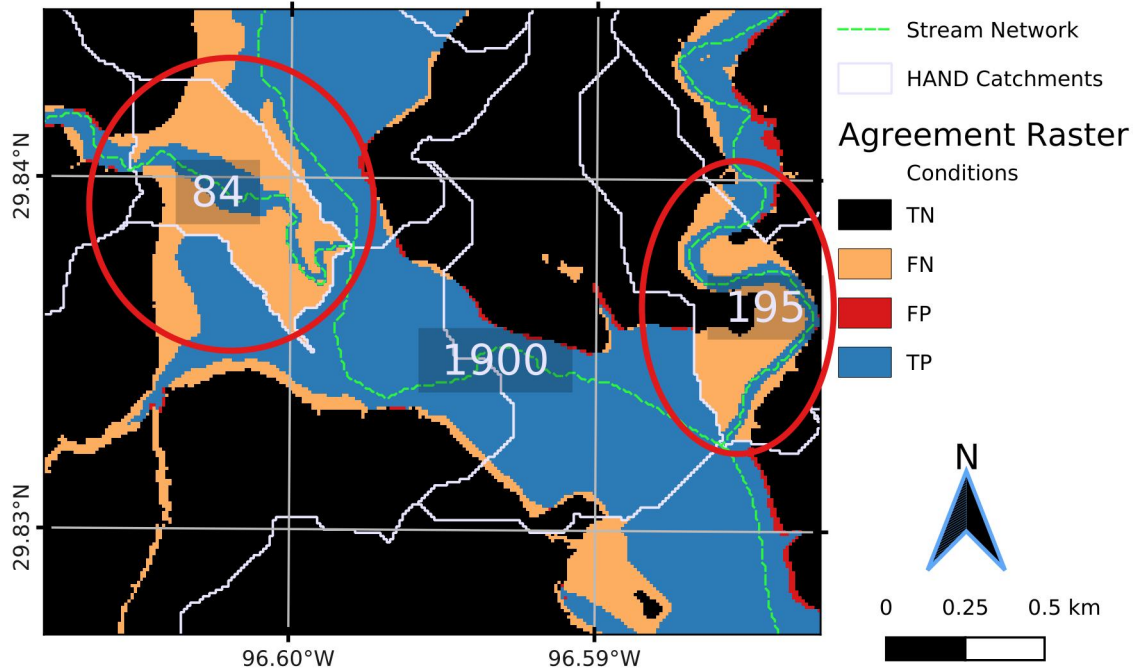 29.84°N
29.83°N
96.60°W
96.59°W
84
1900
195
Stream Network
HAND Catchments
Agreement Raster
Conditions
TN
FN
FP
TP
N
0 0.25 0.5 km